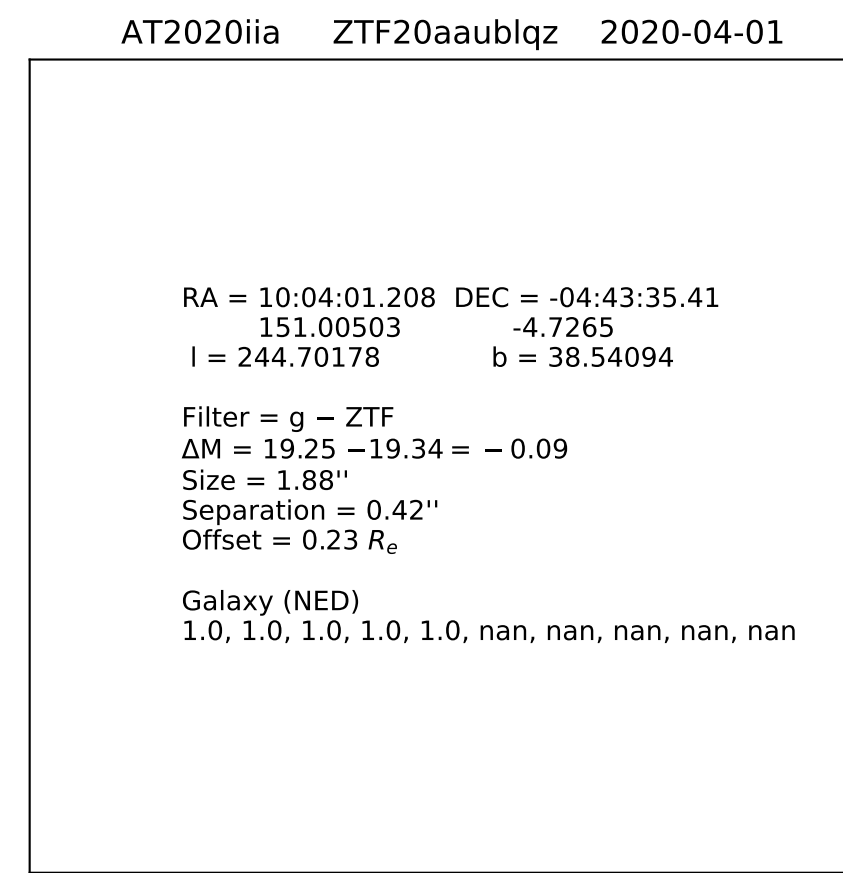 AT2020iia ZTF20aaublqz 2020-04-01
RA = 10:04:01.208 DEC = -04:43:35.41
151.00503 -4.7265
l = 244.70178 b = 38.54094
Filter = g − ZTF
ΔM = 19.25 −19.34 = − 0.09
Size = 1.88''
Separation = 0.42''
Offset = 0.23 Re
Galaxy (NED)
1.0, 1.0, 1.0, 1.0, 1.0, nan, nan, nan, nan, nan